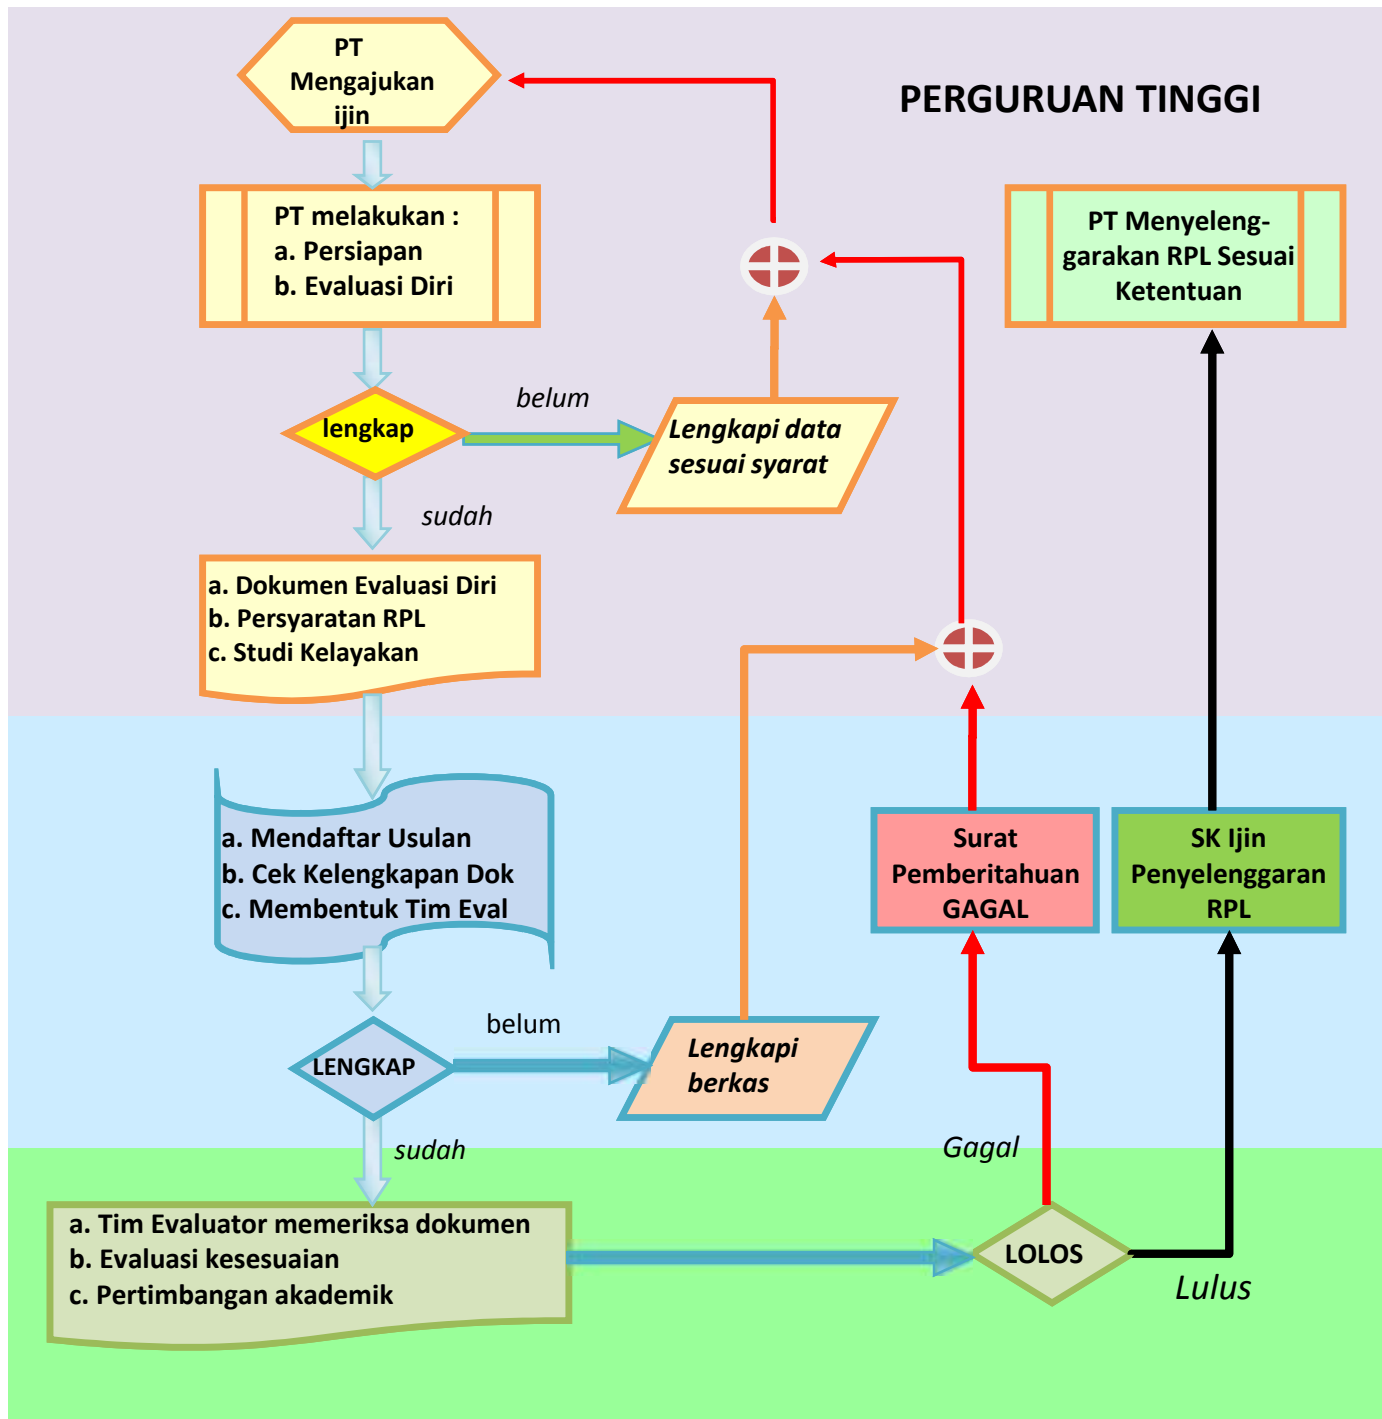 PT
Mengajukan
ijin
PERGURUAN TINGGI
PT melakukan :
a. Persiapan
b. Evaluasi Diri
PT Menyeleng-
garakan RPL Sesuai
Ketentuan
lengkap
belum
Lengkapi data
sesuai syarat
sudah
a. Dokumen Evaluasi Diri
b. Persyaratan RPL
c. Studi Kelayakan
a. Mendaftar Usulan
b. Cek Kelengkapan Dok
c. Membentuk Tim Eval
Surat
Pemberitahuan
GAGAL
SK Ijin
Penyelenggaran
RPL
LENGKAP
belum
Lengkapi
berkas
sudah
Gagal
a. Tim Evaluator memeriksa dokumen
b. Evaluasi kesesuaian
c. Pertimbangan akademik
LOLOS
Lulus